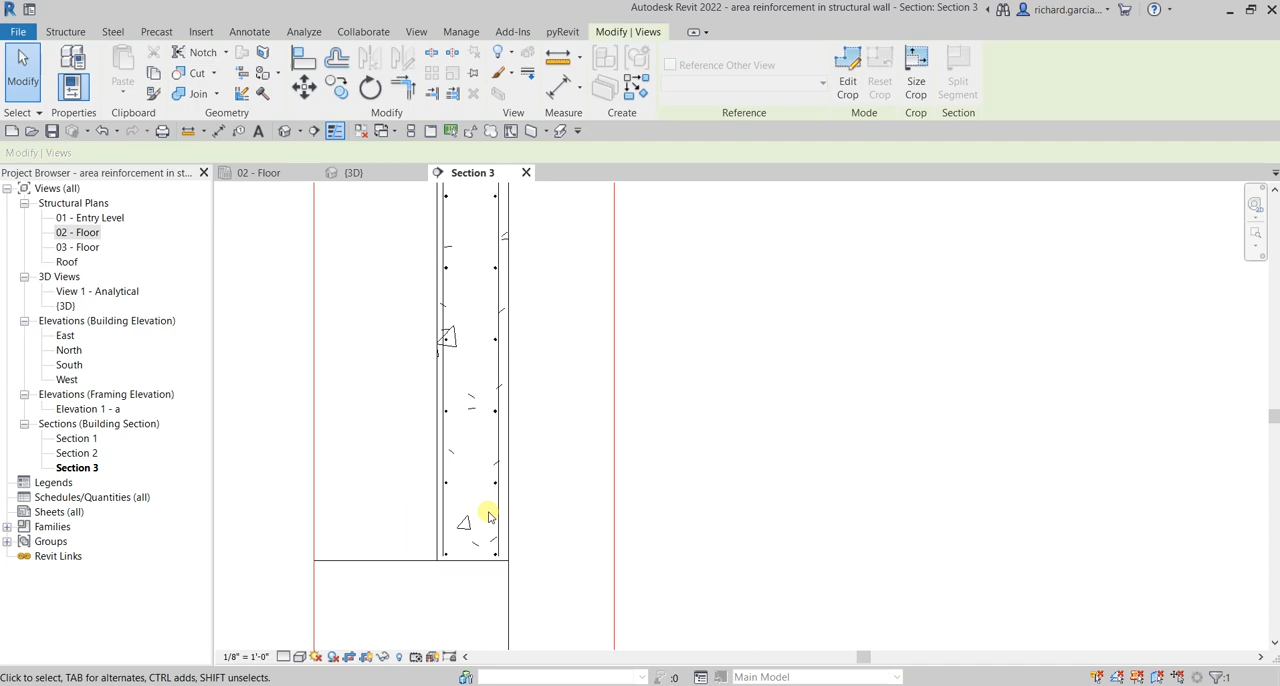 Autodesk Revit 2022 - area reinforcement in structural wall - Section: Section 3
richard.garcia...
File Structure Steel Precast Insert Annotate Analyze Collaborate View Manage Add-Ins pyRevit Modify | Views
Modify Paste Notch Cut Join Reference Other View Edit Crop Reset Crop Size Crop Split Segment
Select Properties Clipboard Geometry Modify View Measure Create Reference Mode Crop Section
Modify | Views
Project Browser - area reinforcement in st...
02 - Floor {3D} Section 3
Views (all)
Structural Plans
01 - Entry Level
02 - Floor
03 - Floor
Roof
3D Views
View 1 - Analytical
{3D}
Elevations (Building Elevation)
East
North
South
West
Elevations (Framing Elevation)
Elevation 1 - a
Sections (Building Section)
Section 1
Section 2
Section 3
Legends
Schedules/Quantities (all)
Sheets (all)
Families
Groups
Revit Links
1/8" = 1'-0"
Click to select, TAB for alternates, CTRL adds, SHIFT unselects. :0 Main Model :1